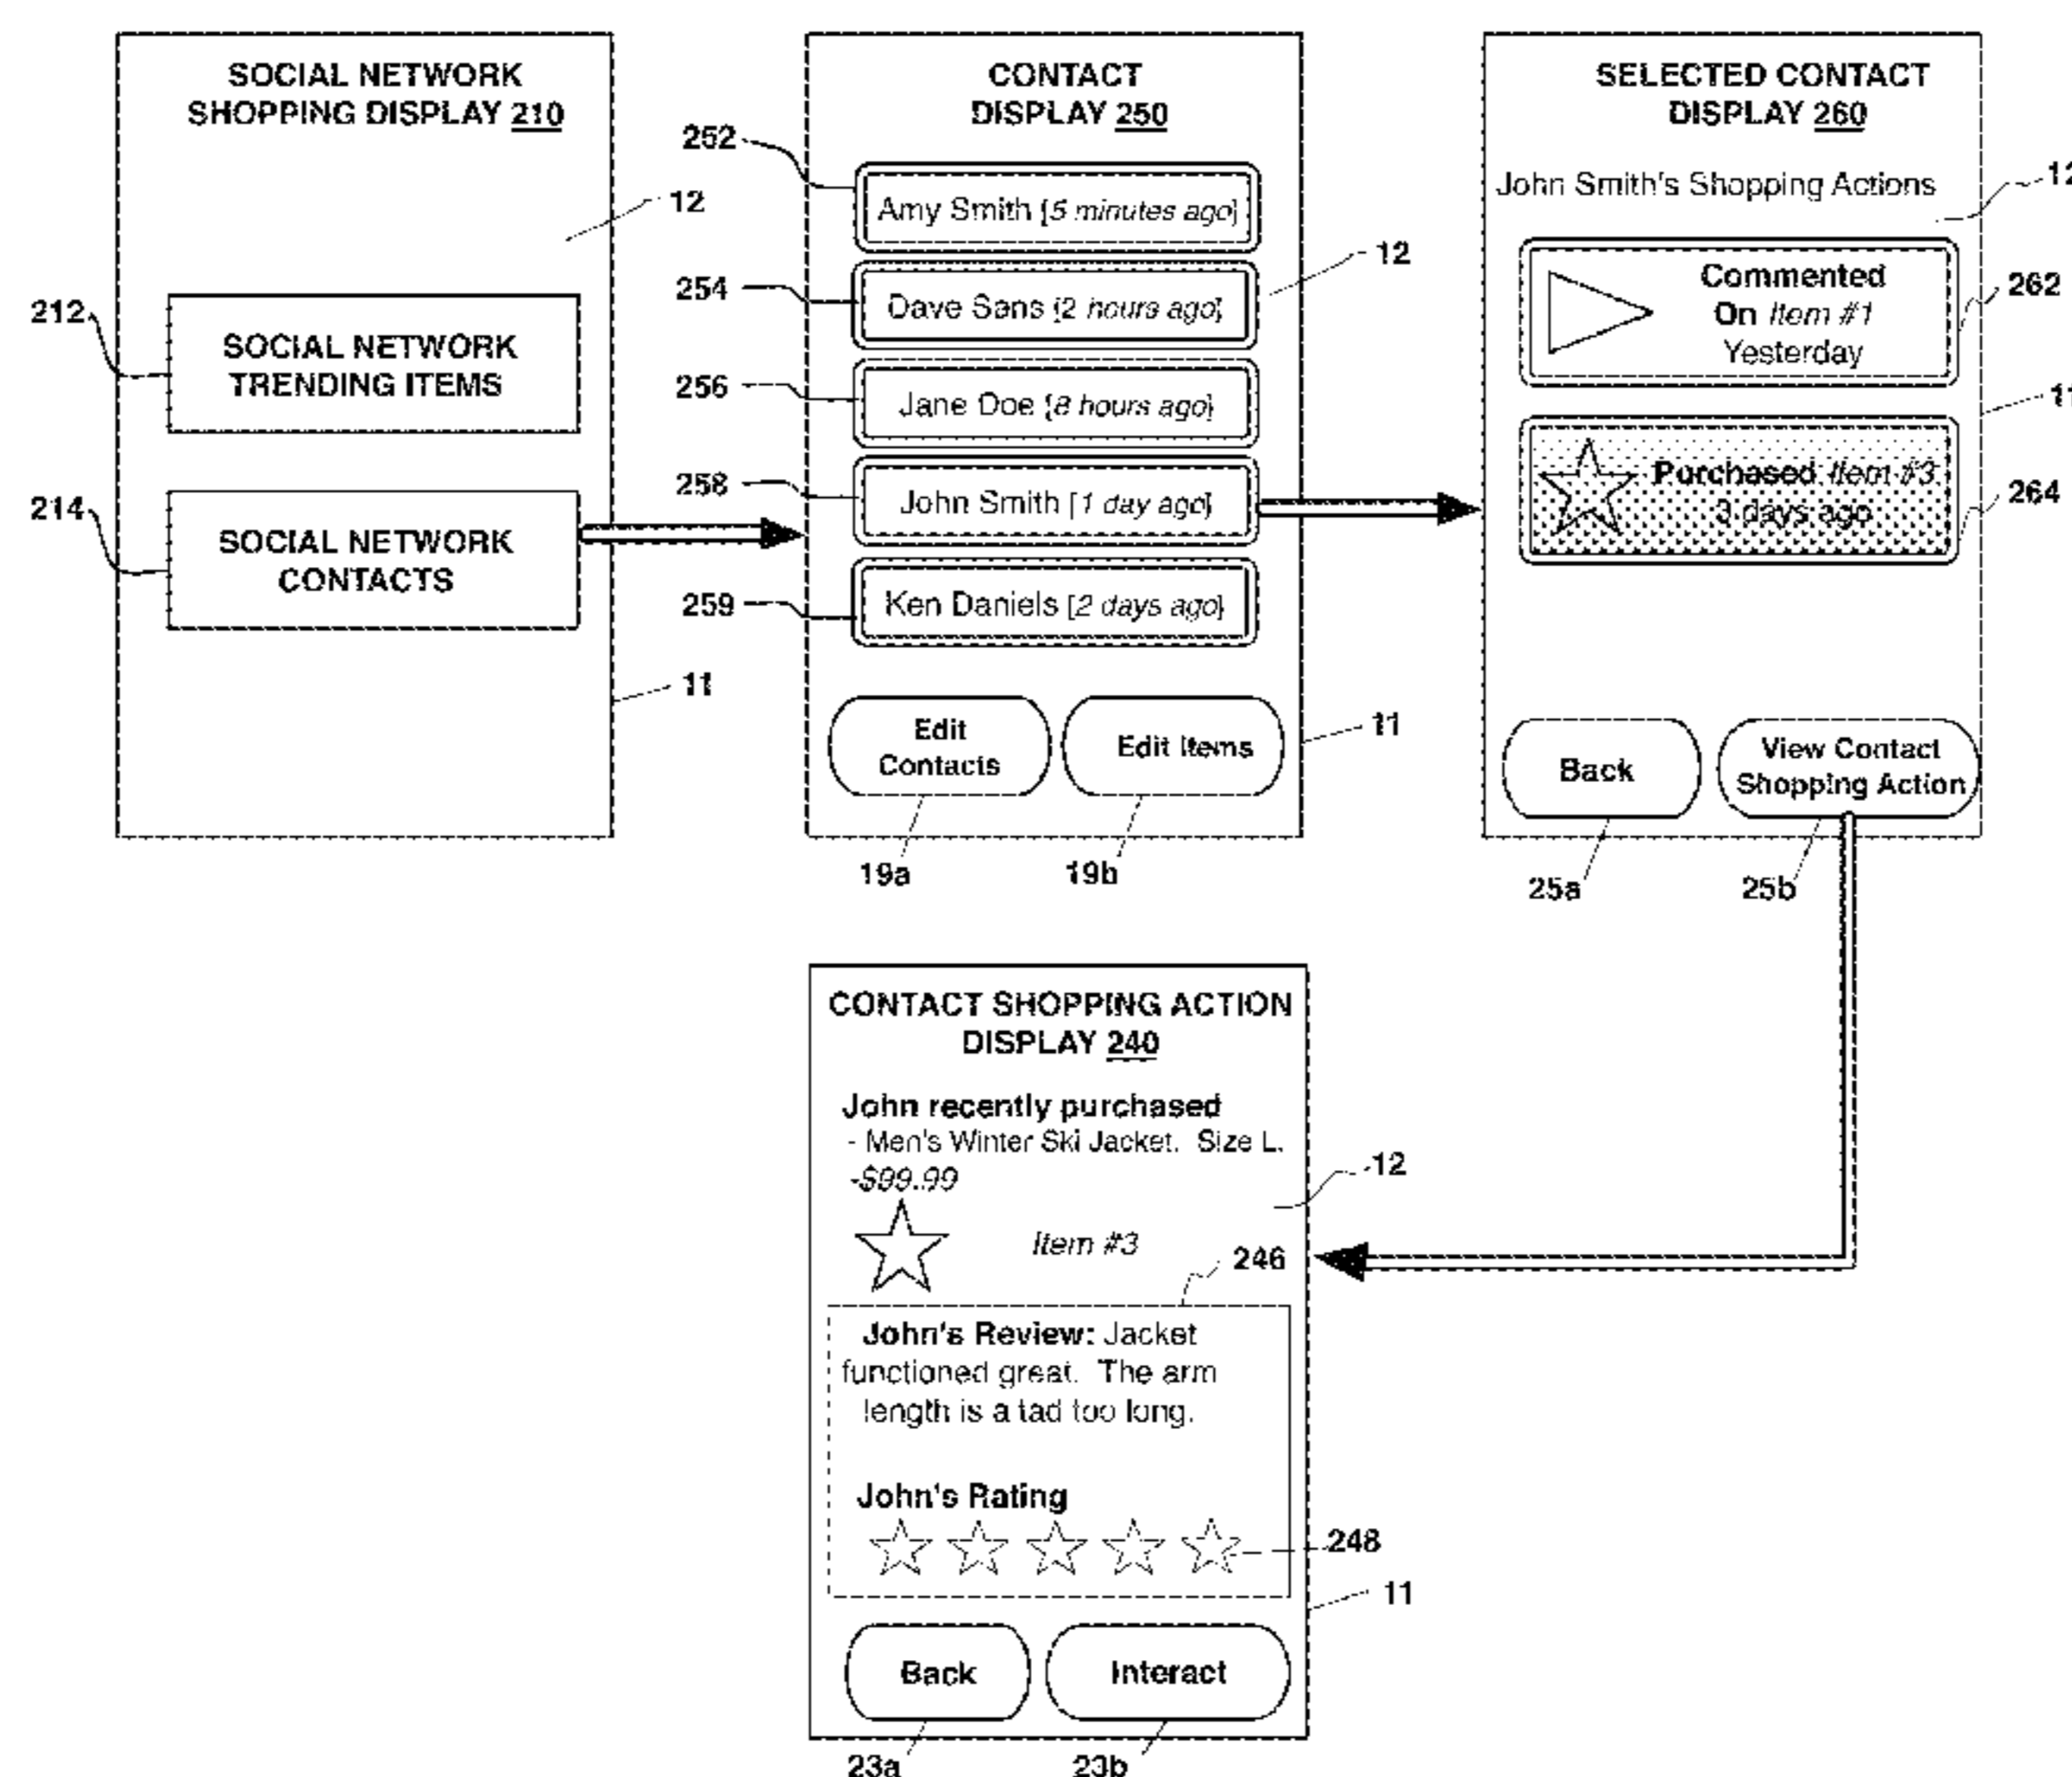 SOCIAL NETWORK
SHOPPING DISPLAY 210
12
212
SOCIAL NETWORK
TRENDING ITEMS
214
SOCIAL NETWORK
CONTACTS
11
CONTACT
DISPLAY 250
252
Amy Smith [5 minutes ago]
12
254
Dave Sans [2 hours ago]
256
Jane Doe [8 hours ago]
258
John Smith [1 day ago]
259
Ken Daniels [2 days ago]
Edit
Contacts
Edit Items
11
19a
19b
SELECTED CONTACT
DISPLAY 260
John Smith's Shopping Actions
12
Commented
On Item #1
Yesterday
262
11
Purchased Item #3
3 days ago
264
Back
View Contact
Shopping Action
25a
25b
CONTACT SHOPPING ACTION
DISPLAY 240
John recently purchased
- Men's Winter Ski Jacket. Size L.
-$99.99
12
Item #3
246
John's Review: Jacket
functioned great. The arm
length is a tad too long.
John's Rating
248
11
Back
Interact
23a
23b